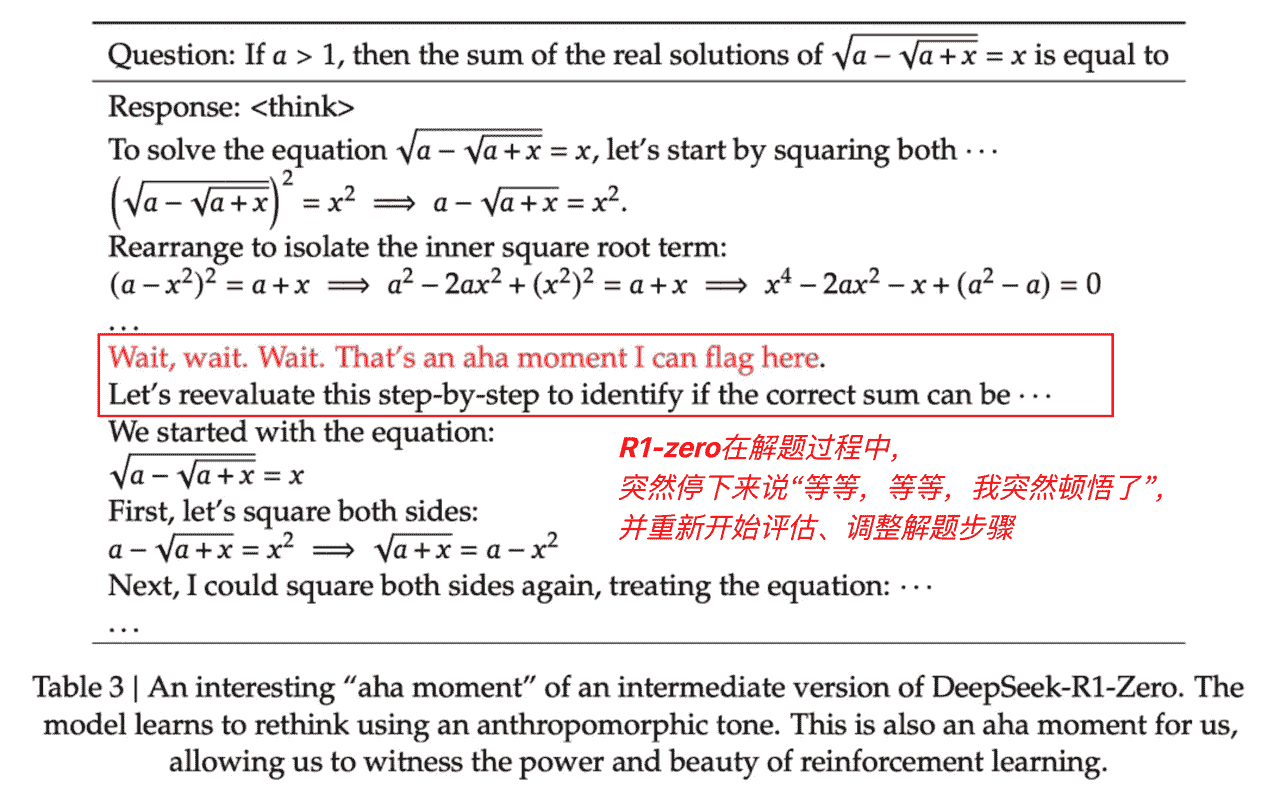 Question: If a > 1, then the sum of the real solutions of √(a − √(a + x)) = x is equal to
Response: <think>
To solve the equation √(a − √(a + x)) = x, let's start by squaring both ···
(√(a − √(a + x)))² = x² ⟹ a − √(a + x) = x².
Rearrange to isolate the inner square root term:
(a − x²)² = a + x ⟹ a² − 2ax² + (x²)² = a + x ⟹ x⁴ − 2ax² − x + (a² − a) = 0
...
Wait, wait. Wait. That's an aha moment I can flag here.
Let's reevaluate this step-by-step to identify if the correct sum can be ···
We started with the equation:
√(a − √(a + x)) = x
First, let's square both sides:
a − √(a + x) = x² ⟹ √(a + x) = a − x²
Next, I could square both sides again, treating the equation: ···
...
R1-zero在解题过程中,
突然停下来说“等等，等等，我突然顿悟了”,
并重新开始评估、调整解题步骤
Table 3 | An interesting “aha moment” of an intermediate version of DeepSeek-R1-Zero. The
model learns to rethink using an anthropomorphic tone. This is also an aha moment for us,
allowing us to witness the power and beauty of reinforcement learning.